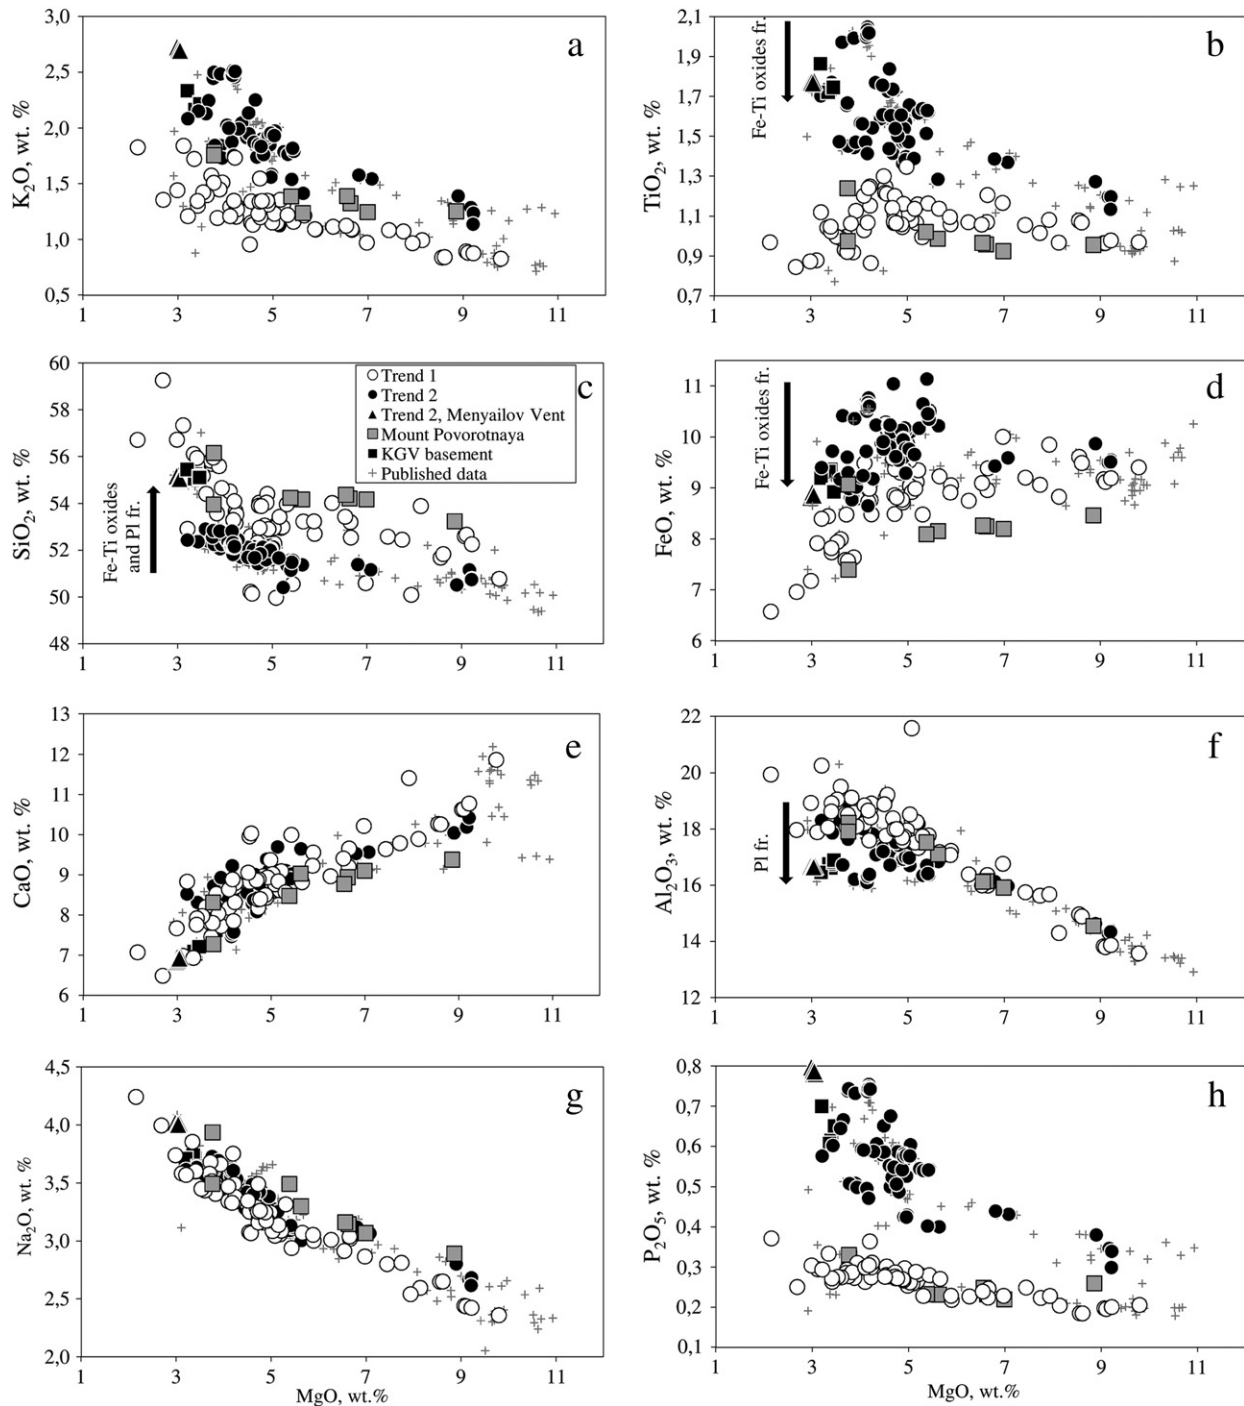 a
K₂O, wt. %
3,0
2,5
2,0
1,5
1,0
0,5
1 3 5 7 9 11
b
TiO₂, wt. %
Fe-Ti oxides fr.
2,1
1,9
1,7
1,5
1,3
1,1
0,9
0,7
1 3 5 7 9 11
c
SiO₂, wt. %
Fe-Ti oxides
and Pl fr.
60
58
56
54
52
50
48
1 3 5 7 9 11
Trend 1
Trend 2
Trend 2, Menyailov Vent
Mount Povorotnaya
KGV basement
Published data
d
FeO, wt. %
Fe-Ti oxides fr.
11
10
9
8
7
6
1 3 5 7 9 11
e
CaO, wt. %
13
12
11
10
9
8
7
6
1 3 5 7 9 11
f
Al₂O₃, wt. %
Pl fr.
22
20
18
16
14
12
1 3 5 7 9 11
g
Na₂O, wt. %
4,5
4,0
3,5
3,0
2,5
2,0
1 3 5 7 9 11
MgO, wt.%
h
P₂O₅, wt. %
0,8
0,7
0,6
0,5
0,4
0,3
0,2
0,1
1 3 5 7 9 11
MgO, wt.%